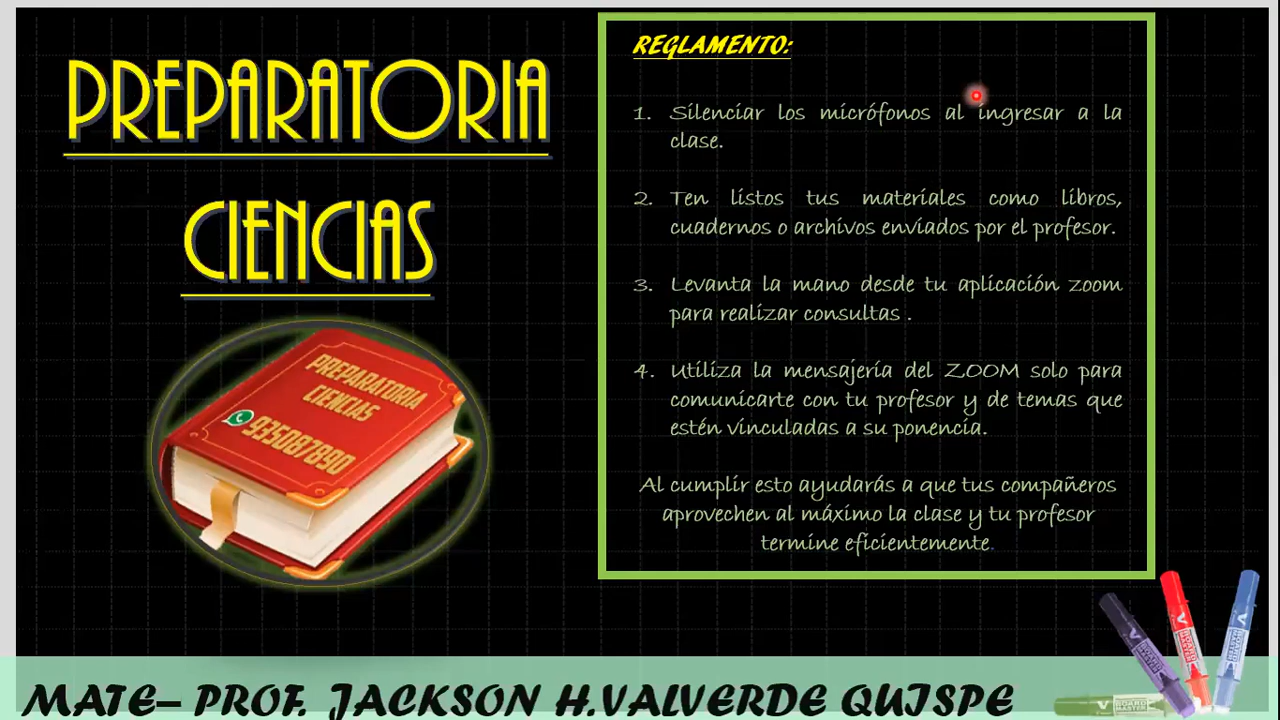 PREPARATORIA
CIENCIAS
PREPARATORIA
CIENCIAS
935087890
REGLAMENTO:
1. Silenciar los micrófonos al ingresar a la
clase.
2. Ten listos tus materiales como libros,
cuadernos o archivos enviados por el profesor.
3. Levanta la mano desde tu aplicación zoom
para realizar consultas .
4. Utiliza la mensajería del ZOOM solo para
comunicarte con tu profesor y de temas que
estén vinculadas a su ponencia.
Al cumplir esto ayudarás a que tus compañeros
aprovechen al máximo la clase y tu profesor
termine eficientemente.
MATE– PROF. JACKSON H.VALVERDE QUISPE
V BOARD MASTER